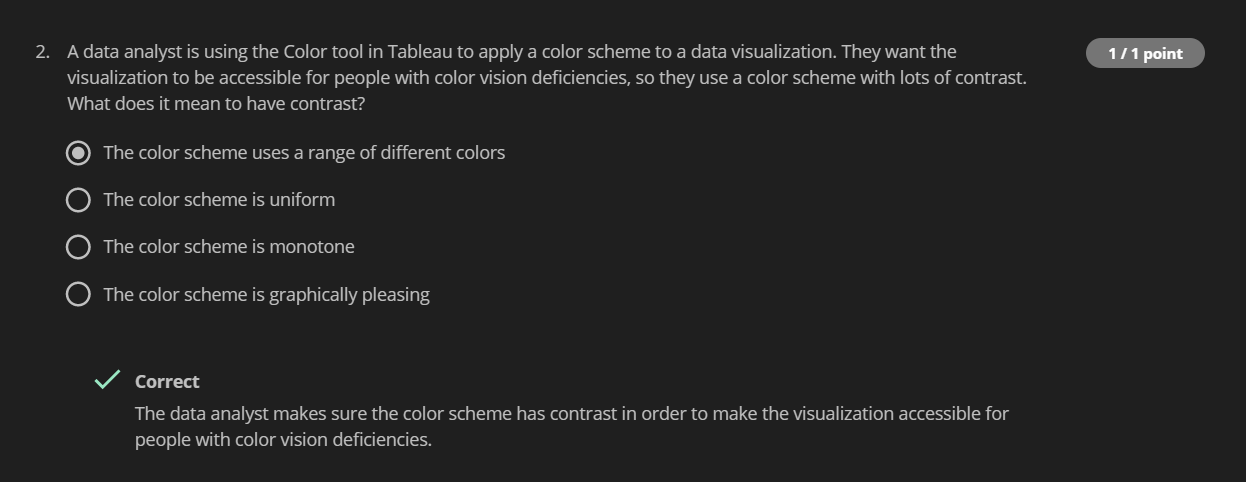 2. A data analyst is using the Color tool in Tableau to apply a color scheme to a data visualization. They want the
1 / 1 point
visualization to be accessible for people with color vision deficiencies, so they use a color scheme with lots of contrast.
What does it mean to have contrast?
The color scheme uses a range of different colors
The color scheme is uniform
The color scheme is monotone
The color scheme is graphically pleasing
Correct
The data analyst makes sure the color scheme has contrast in order to make the visualization accessible for
people with color vision deficiencies.